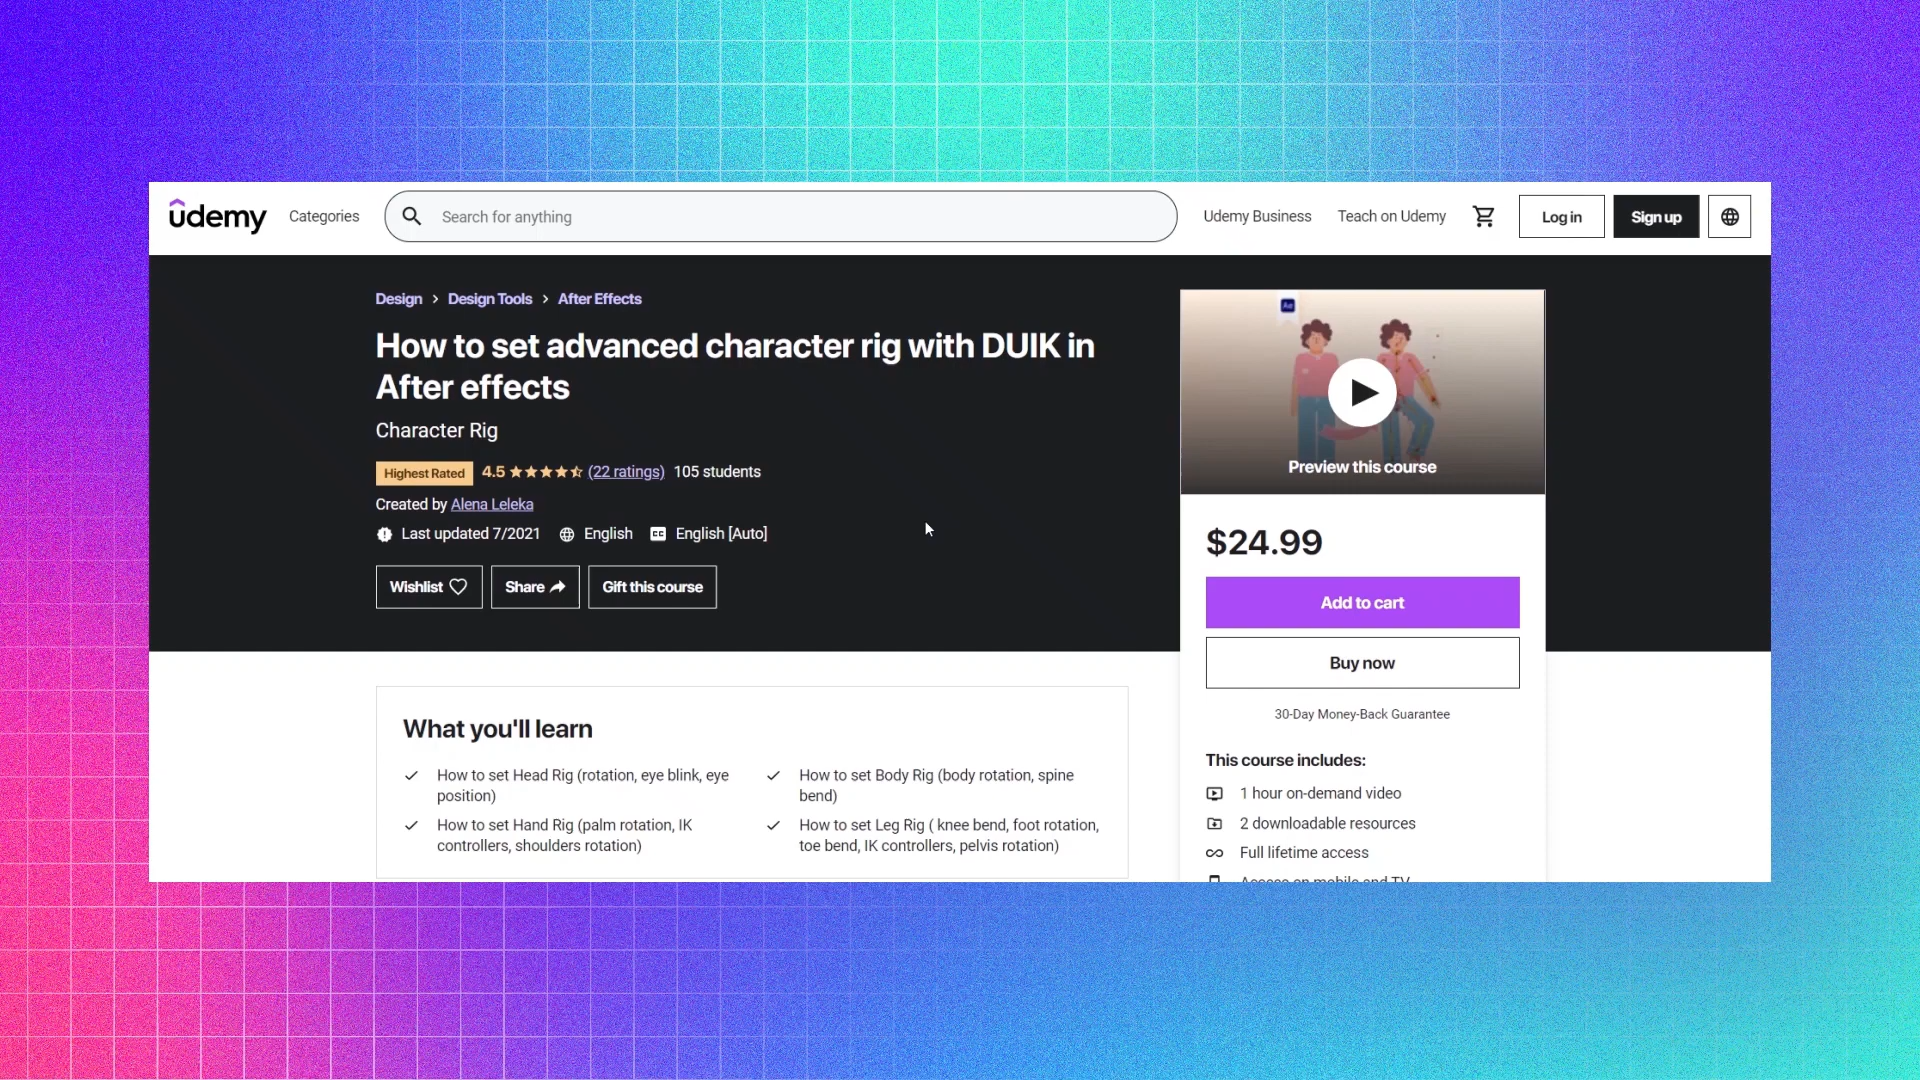 udemy
Categories
Search for anything
Udemy Business
Teach on Udemy
Log in
Sign up
Design
Design Tools
After Effects
How to set advanced character rig with DUIK in
After effects
Character Rig
Highest Rated
4.5
(22 ratings)
105 students
Created by Alena Leleka
Last updated 7/2021
English
CC
English [Auto]
Wishlist
Share
Gift this course
Ae
Preview this course
$24.99
Add to cart
Buy now
30-Day Money-Back Guarantee
This course includes:
1 hour on-demand video
2 downloadable resources
Full lifetime access
Access on mobile and TV
What you'll learn
How to set Head Rig (rotation, eye blink, eye
position)
How to set Body Rig (body rotation, spine
bend)
How to set Hand Rig (palm rotation, IK
controllers, shoulders rotation)
How to set Leg Rig ( knee bend, foot rotation,
toe bend, IK controllers, pelvis rotation)